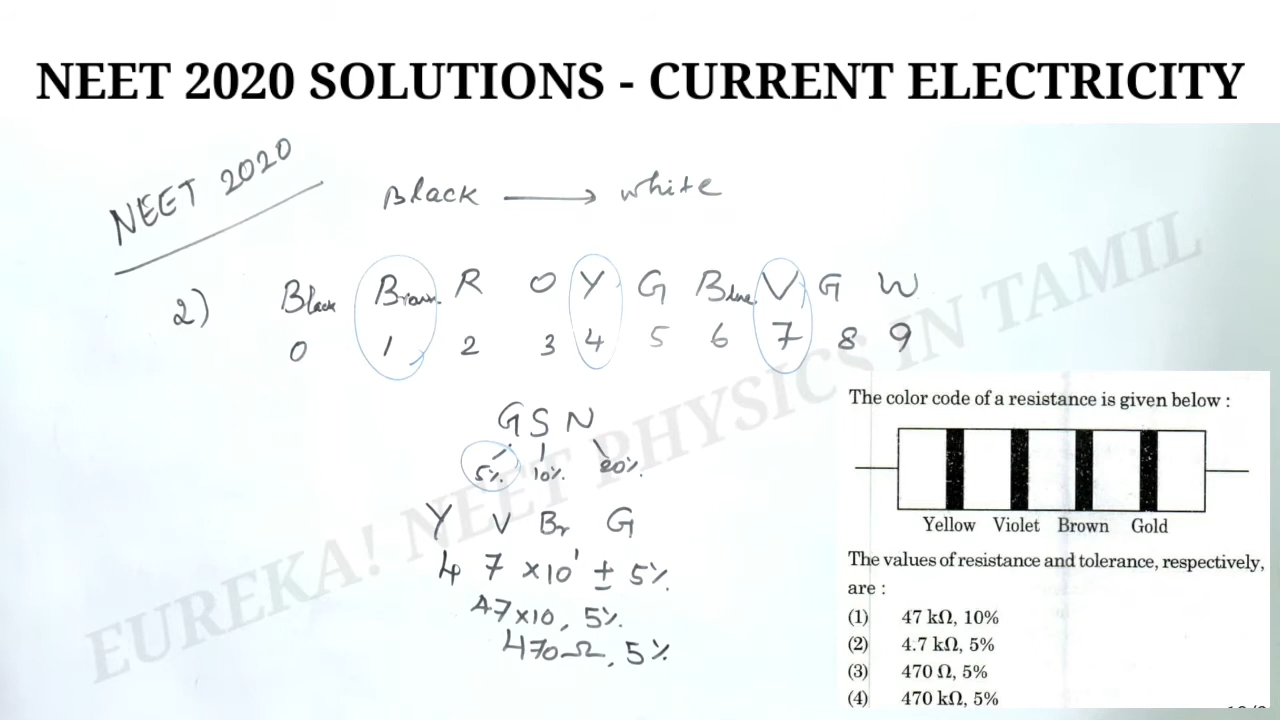 NEET 2020 SOLUTIONS - CURRENT ELECTRICITY
NEET 2020
Black → white
2) Black Brown R O Y G Blue V G W
0 1 2 3 4 5 6 7 8 9
G S N
5% 10% 20%
Y V Br G
4 7 ×10¹ ± 5%
47×10, 5%
470Ω, 5%
The color code of a resistance is given below :
Yellow Violet Brown Gold
The values of resistance and tolerance, respectively,
are :
(1) 47 kΩ, 10%
(2) 4.7 kΩ, 5%
(3) 470 Ω, 5%
(4) 470 kΩ, 5%
EUREKA! NEET PHYSICS IN TAMIL